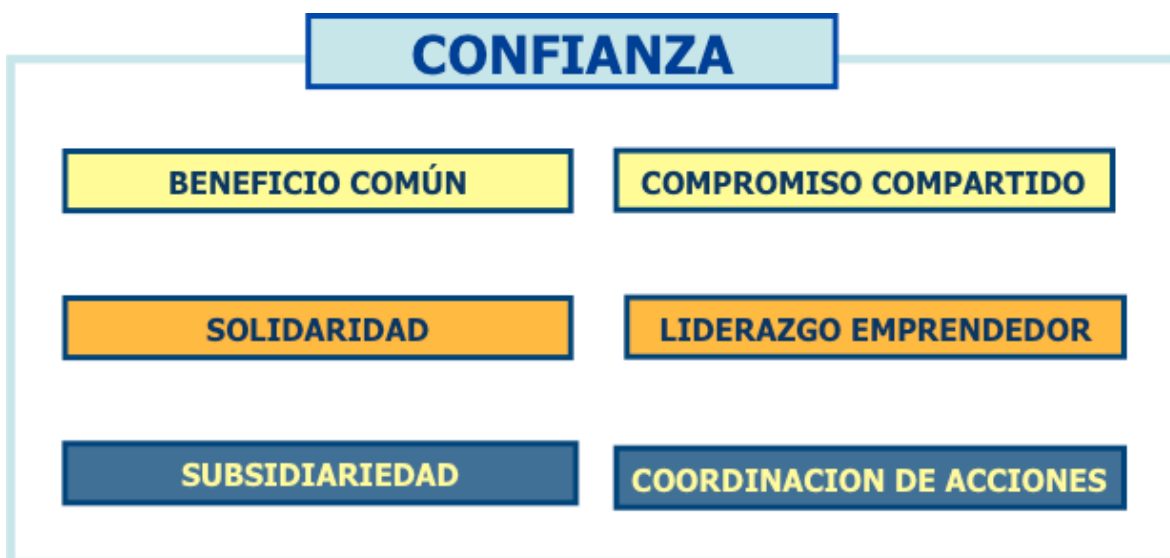 CONFIANZA
BENEFICIO COMÚN
COMPROMISO COMPARTIDO
SOLIDARIDAD
LIDERAZGO EMPRENDEDOR
SUBSIDIARIEDAD
COORDINACION DE ACCIONES